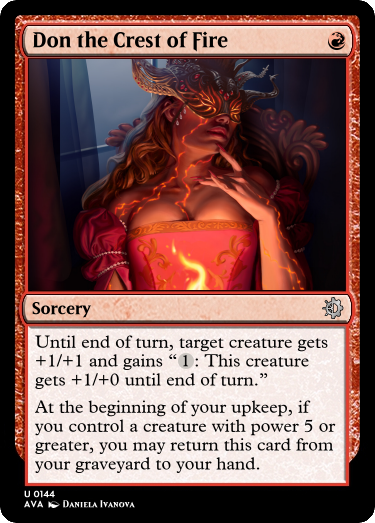 Don the Crest of Fire
Sorcery
Until end of turn, target creature gets
+1/+1 and gains “1: This creature
gets +1/+0 until end of turn.”
At the beginning of your upkeep, if
you control a creature with power 5 or
greater, you may return this card from
your graveyard to your hand.
U 0144
AVA Daniela Ivanova